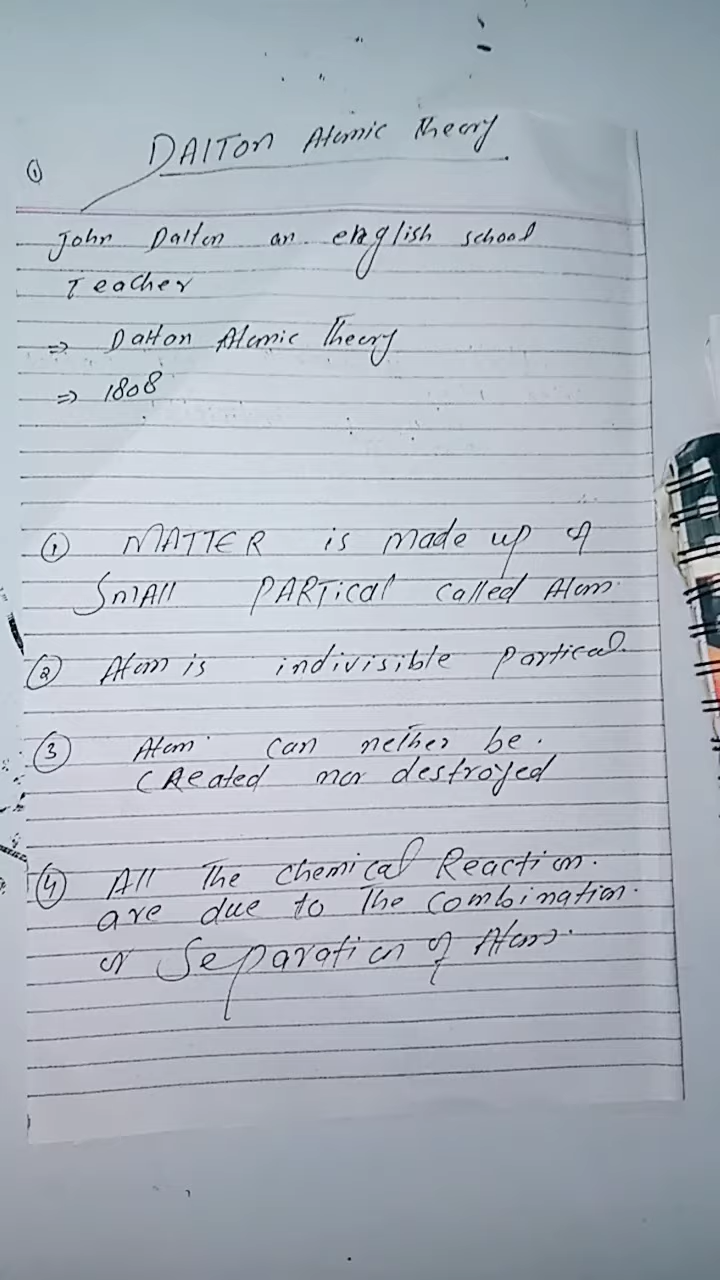 DAlTon Atomic Theory
①
John Dalton an english school
Teacher
⇒ Dalton Atomic Theory
⇒ 1808
① MATTER is made up of
SmAll PARTical called Atom.
② Atom is indivisible Partical.
③ Atom can nether be.
CReated nor destroyed
④ All The Chemical Reaction.
are due to The Combination.
or Separation of Atom.